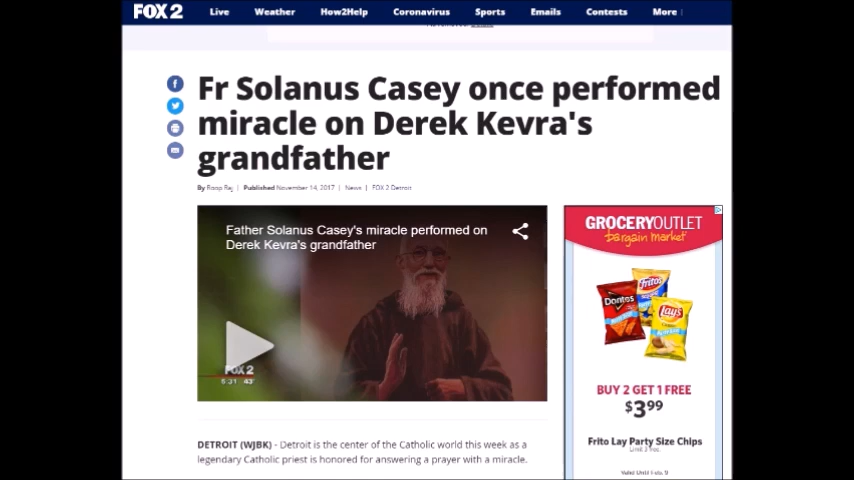 FOX 2 Live Weather How2Help Coronavirus Sports Emails Contests More
Fr Solanus Casey once performed
miracle on Derek Kevra's
grandfather
By Roop Raj | Published November 14, 2017 | News | FOX 2 Detroit
Father Solanus Casey's miracle performed on
Derek Kevra's grandfather
FOX 2
DETROIT (WJBK) - Detroit is the center of the Catholic world this week as a
legendary Catholic priest is honored for answering a prayer with a miracle.
GROCERY OUTLET
bargain market
Doritos
Fritos
Lay's
BUY 2 GET 1 FREE
$3.99
Frito Lay Party Size Chips
Valid Until Feb. 9